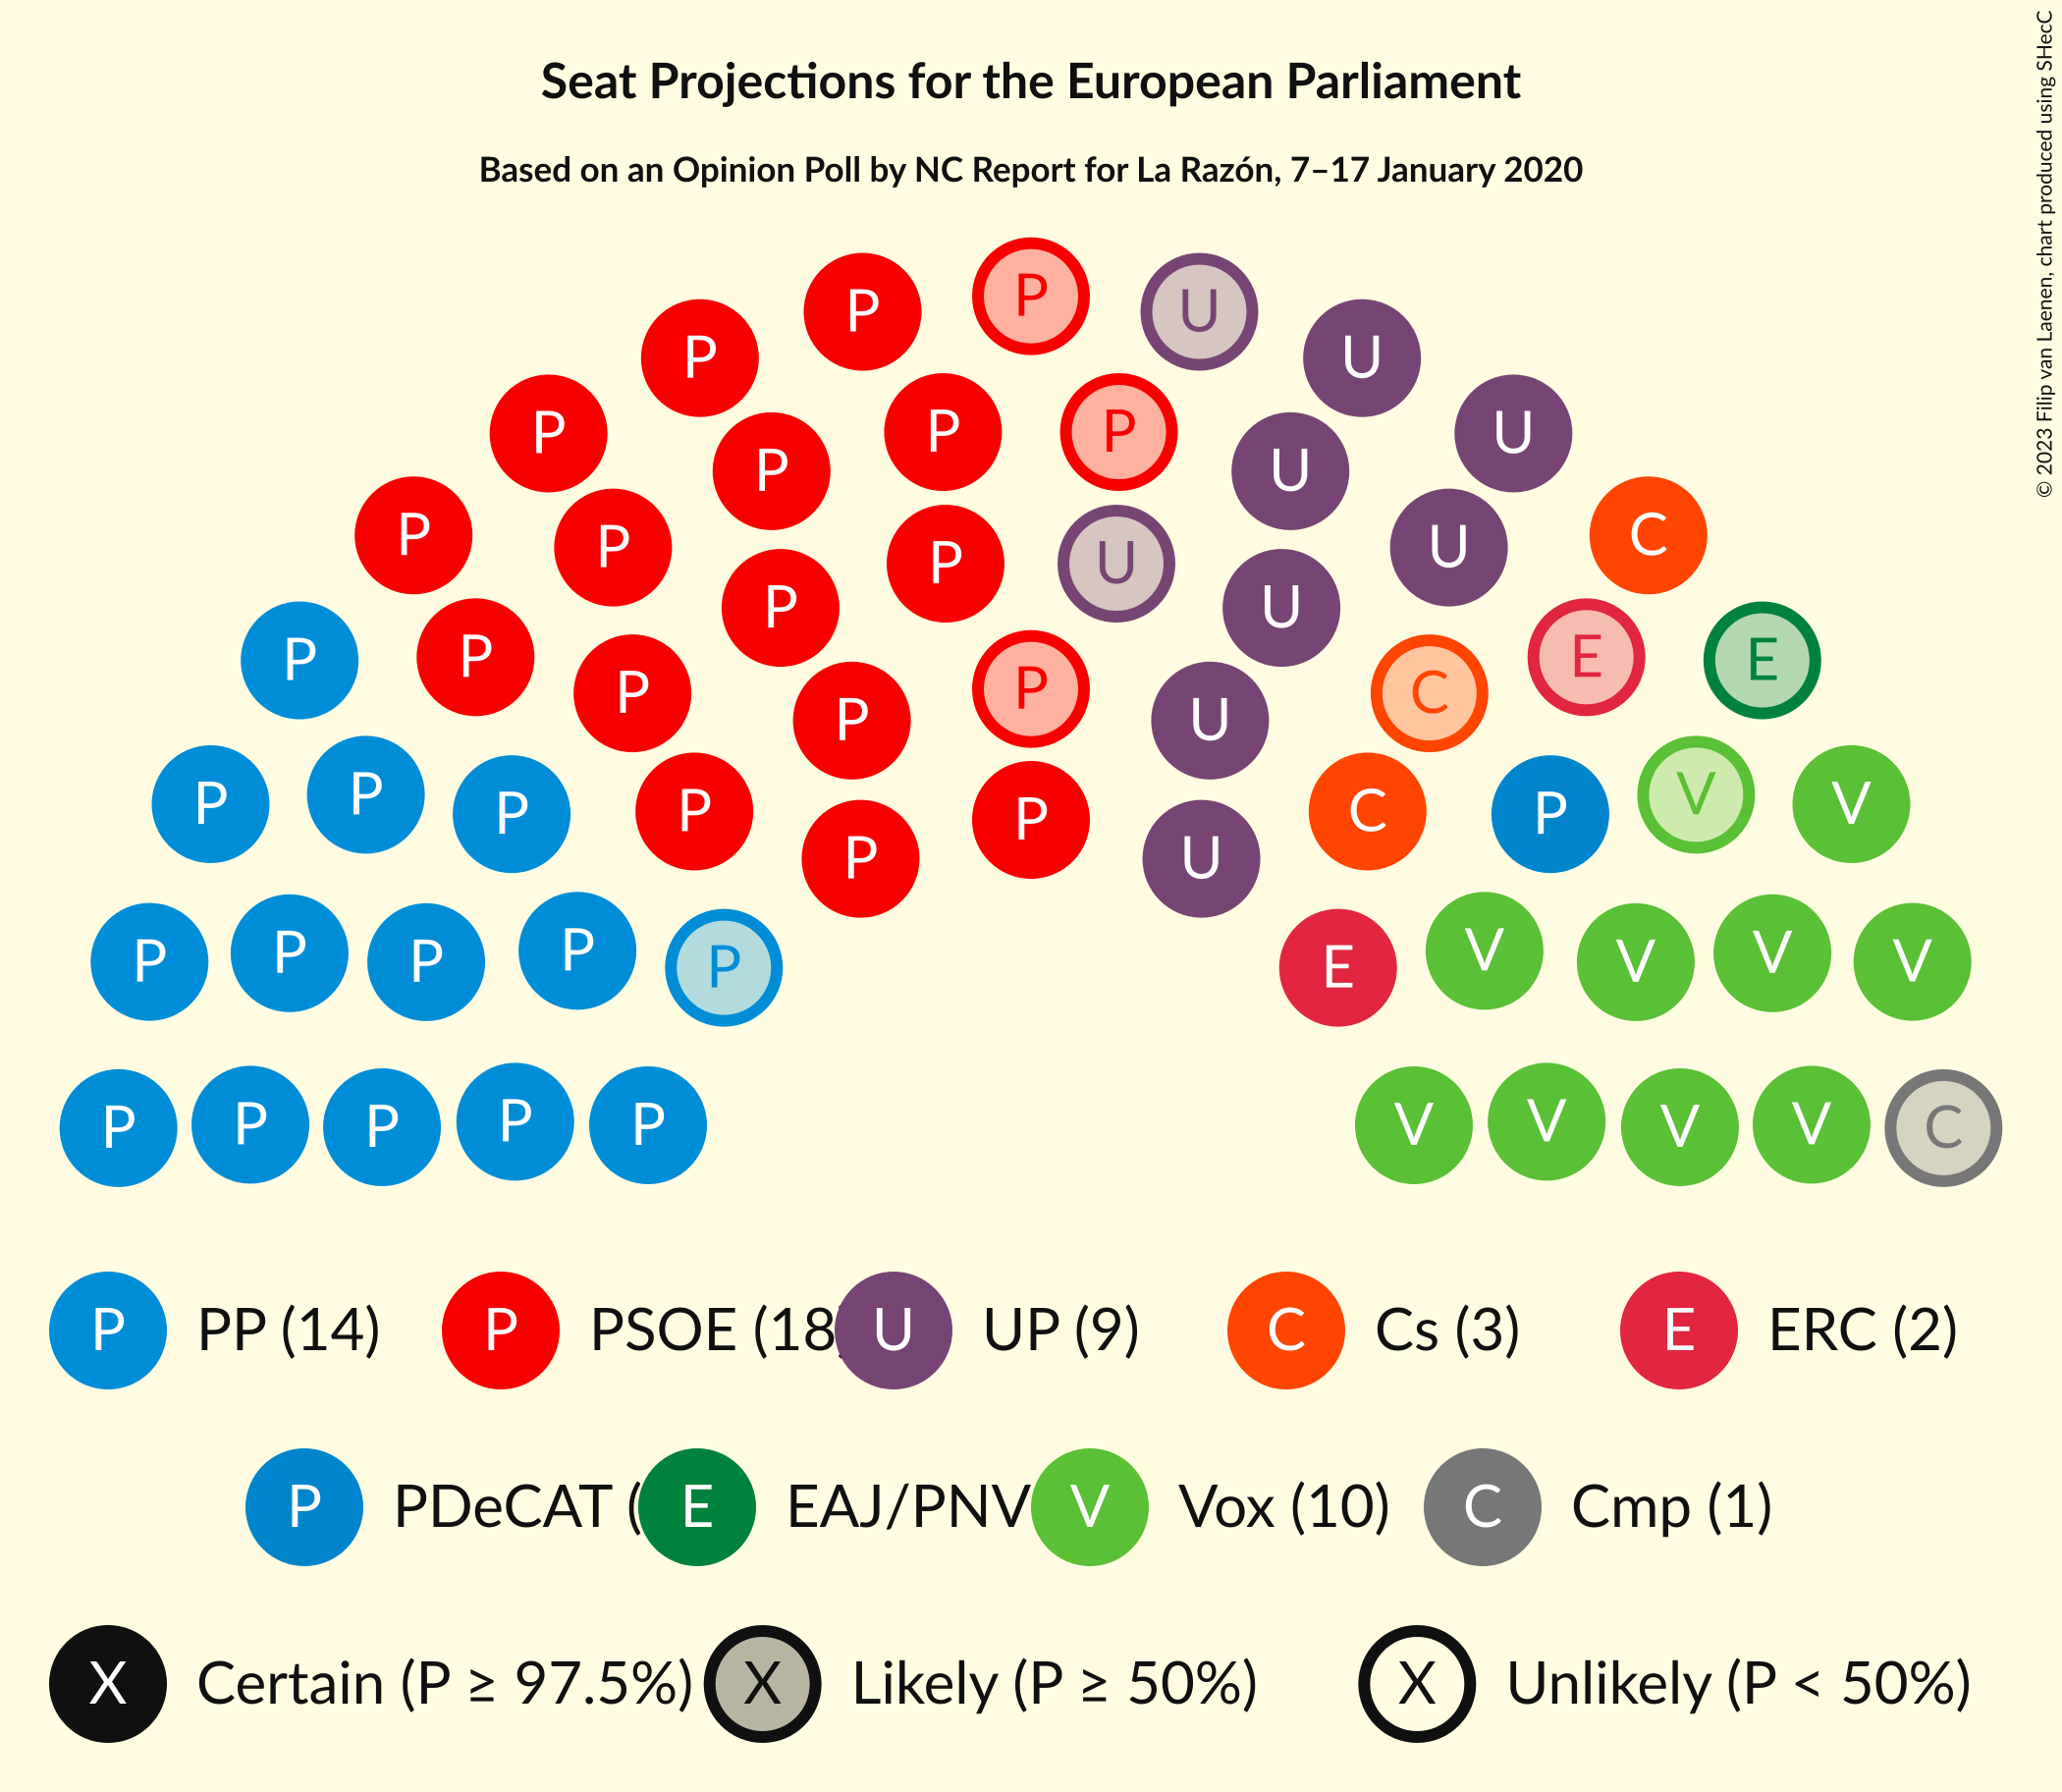 Seat Projections for the European Parliament
Based on an Opinion Poll by NC Report for La Razón, 7–17 January 2020
© 2023 Filip van Laenen, chart produced using SHecC
P U
P P
P U
P P U
P P U
P P U
P P U C
P U
P P E E
P P C
P U
P P P P C P V V
P P U
P P P P P E V V V V
P P P P P V V V V C
P PP (14) P PSOE (18 U UP (9) C Cs (3) E ERC (2)
P PDeCAT ( E EAJ/PNV V Vox (10) C Cmp (1)
X Certain (P ≥ 97.5%) X Likely (P ≥ 50%) X Unlikely (P < 50%)